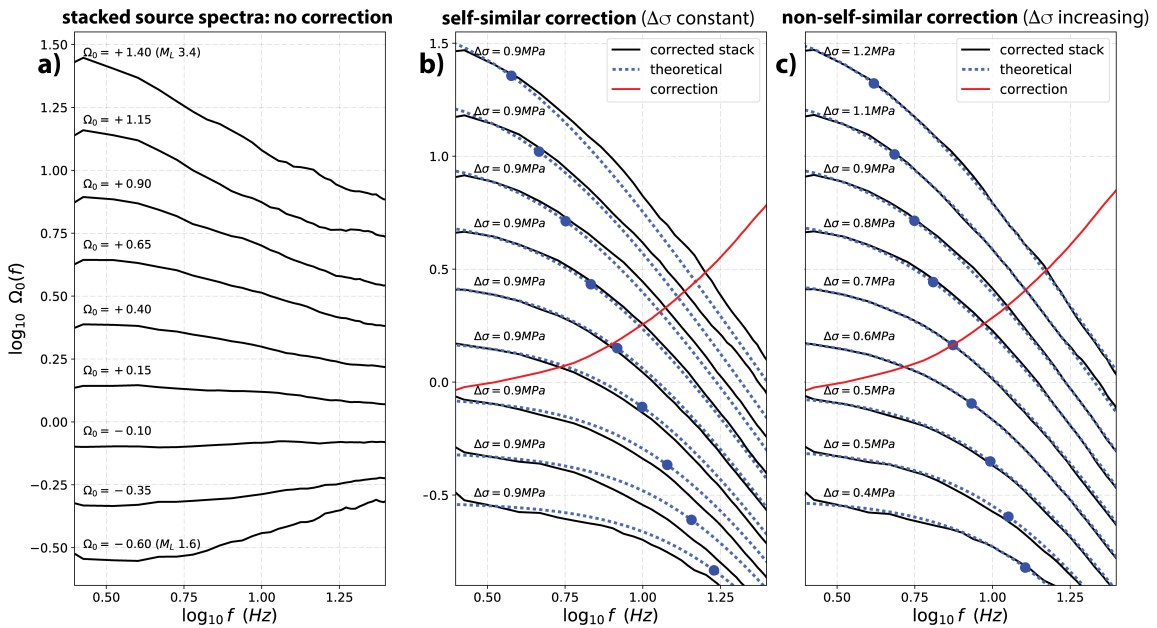 stacked source spectra: no correction
a)
Ω₀ = +1.40 (M_L 3.4)
Ω₀ = +1.15
Ω₀ = +0.90
Ω₀ = +0.65
Ω₀ = +0.40
Ω₀ = +0.15
Ω₀ = −0.10
Ω₀ = −0.35
Ω₀ = −0.60 (M_L 1.6)
1.50
1.25
1.00
0.75
0.50
0.25
0.00
−0.25
−0.50
log₁₀ Ω₀(f)
0.50 0.75 1.00 1.25
log₁₀ f (Hz)
self-similar correction (Δσ constant)
b)
corrected stack
theoretical
correction
Δσ = 0.9MPa
Δσ = 0.9MPa
Δσ = 0.9MPa
Δσ = 0.9MPa
Δσ = 0.9MPa
Δσ = 0.9MPa
Δσ = 0.9MPa
Δσ = 0.9MPa
Δσ = 0.9MPa
1.5
1.0
0.5
0.0
−0.5
0.50 0.75 1.00 1.25
log₁₀ f (Hz)
non-self-similar correction (Δσ increasing)
c)
corrected stack
theoretical
correction
Δσ = 1.2MPa
Δσ = 1.1MPa
Δσ = 0.9MPa
Δσ = 0.8MPa
Δσ = 0.7MPa
Δσ = 0.6MPa
Δσ = 0.5MPa
Δσ = 0.5MPa
Δσ = 0.4MPa
0.50 0.75 1.00 1.25
log₁₀ f (Hz)